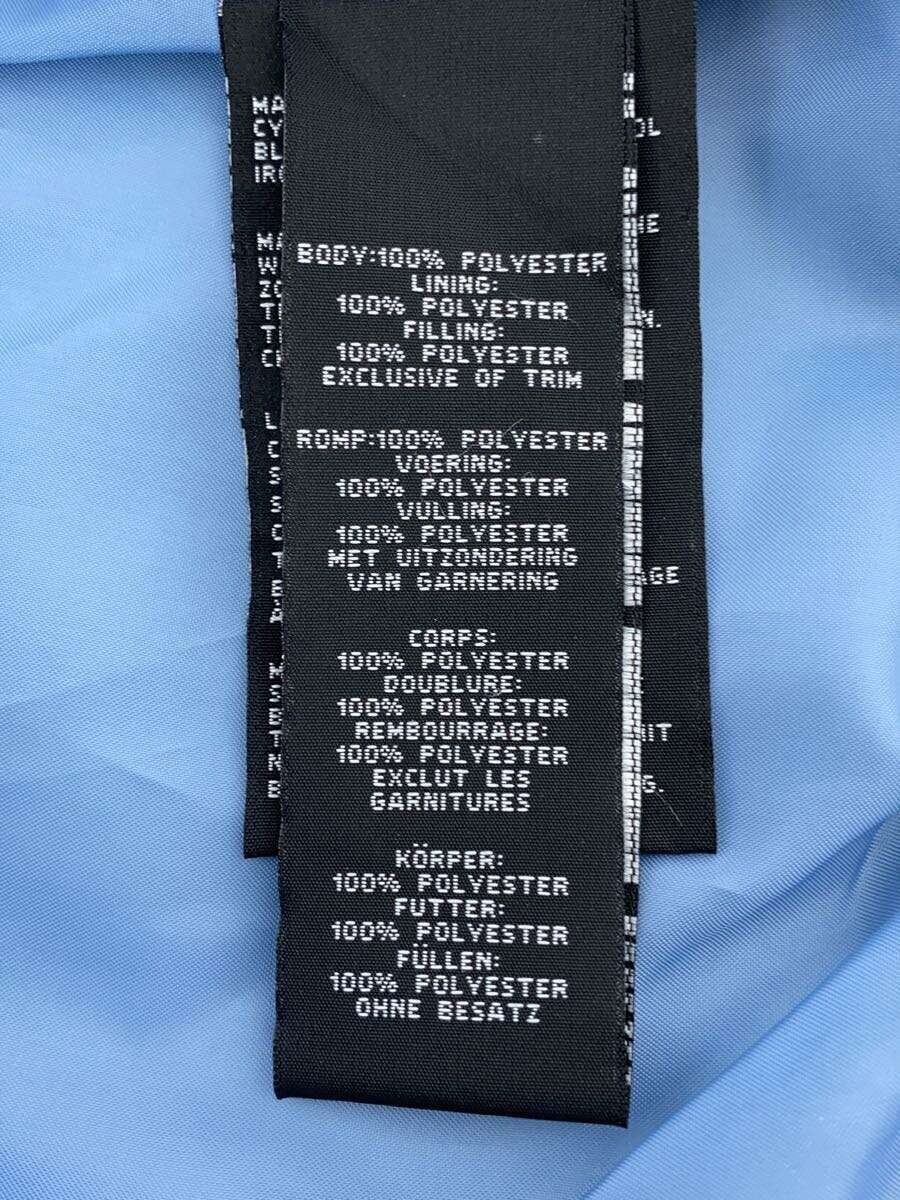 BODY:100% POLYESTER
LINING:
100% POLYESTER
FILLING:
100% POLYESTER
EXCLUSIVE OF TRIM
ROMP:100% POLYESTER
VOERING:
100% POLYESTER
VULLING:
100% POLYESTER
MET UITZONDERING
VAN GARNERING
CORPS:
100% POLYESTER
DOUBLURE:
100% POLYESTER
REMBOURRAGE:
100% POLYESTER
EXCLUT LES
GARNITURES
KÖRPER:
100% POLYESTER
FUTTER:
100% POLYESTER
FÜLLEN:
100% POLYESTER
OHNE BESATZ